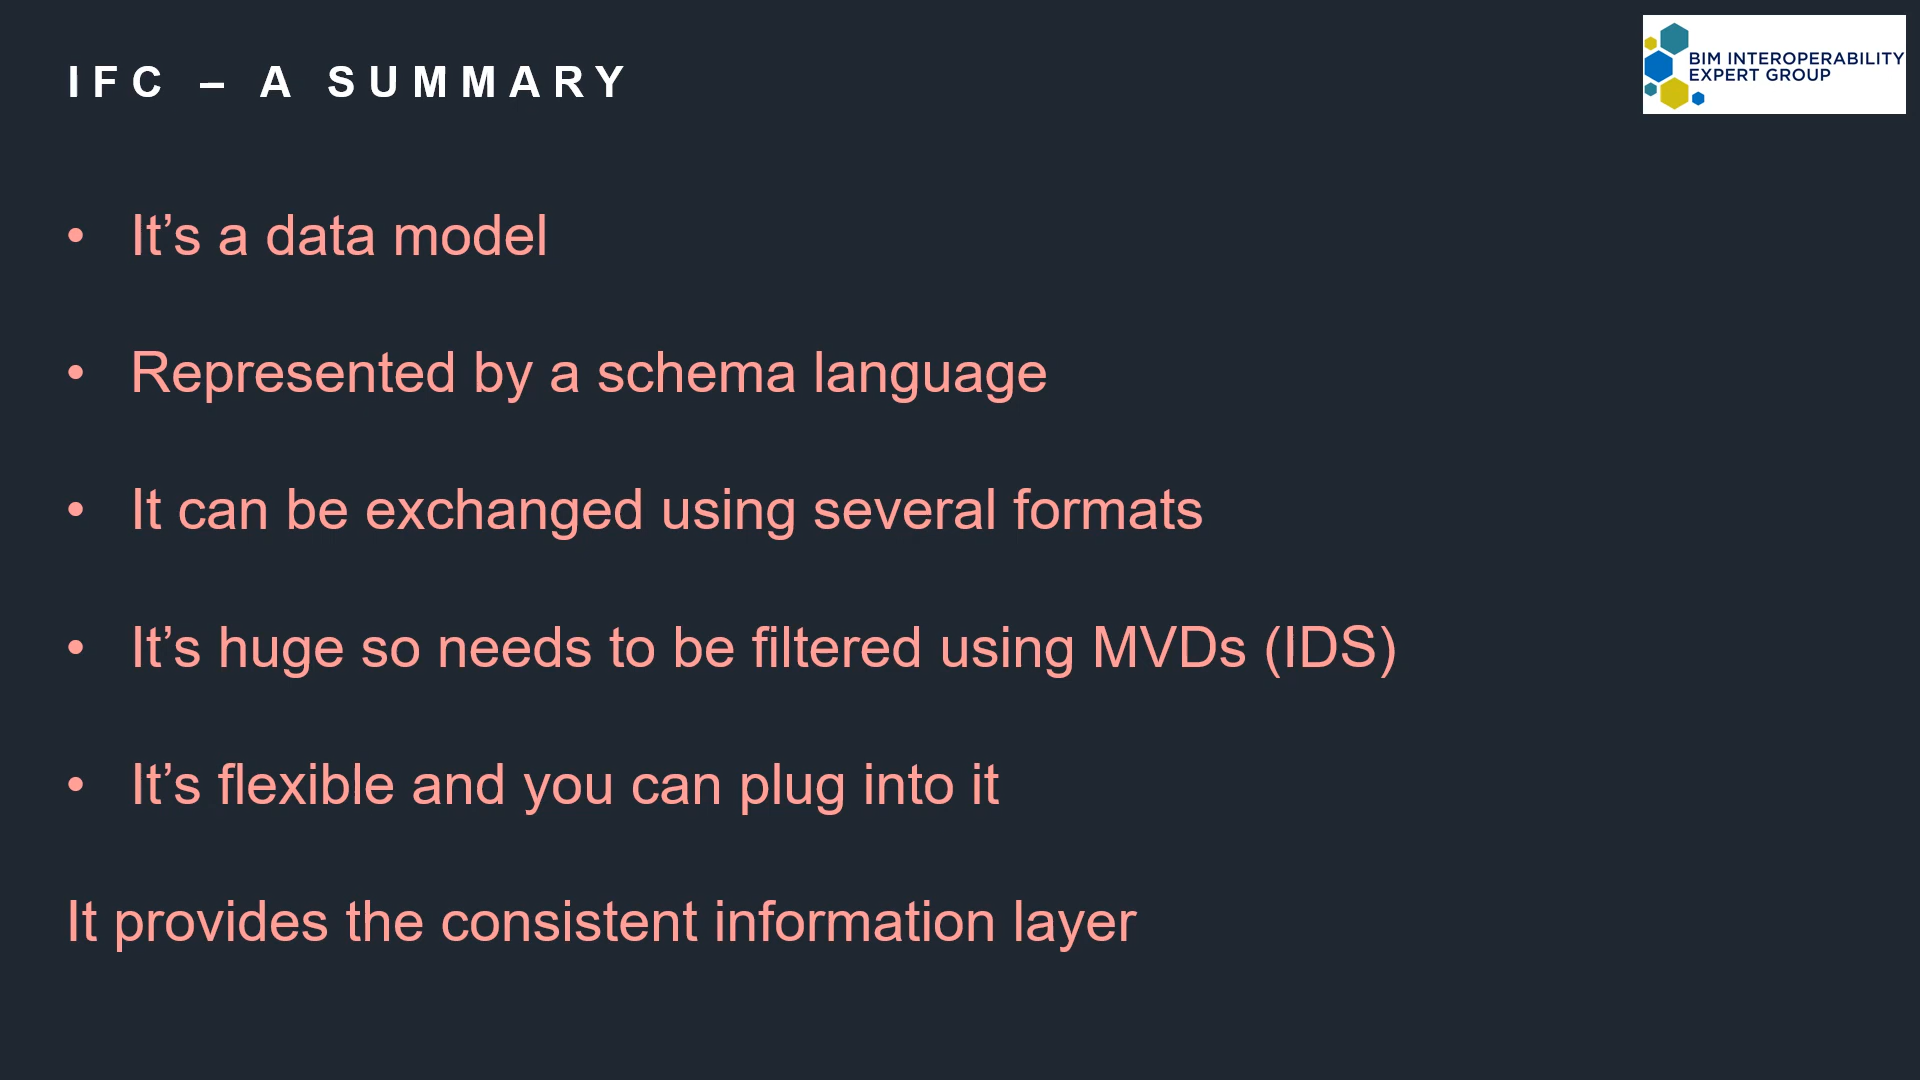 IFC – A SUMMARY
BIM INTEROPERABILITY
EXPERT GROUP
• It’s a data model
• Represented by a schema language
• It can be exchanged using several formats
• It’s huge so needs to be filtered using MVDs (IDS)
• It’s flexible and you can plug into it
It provides the consistent information layer